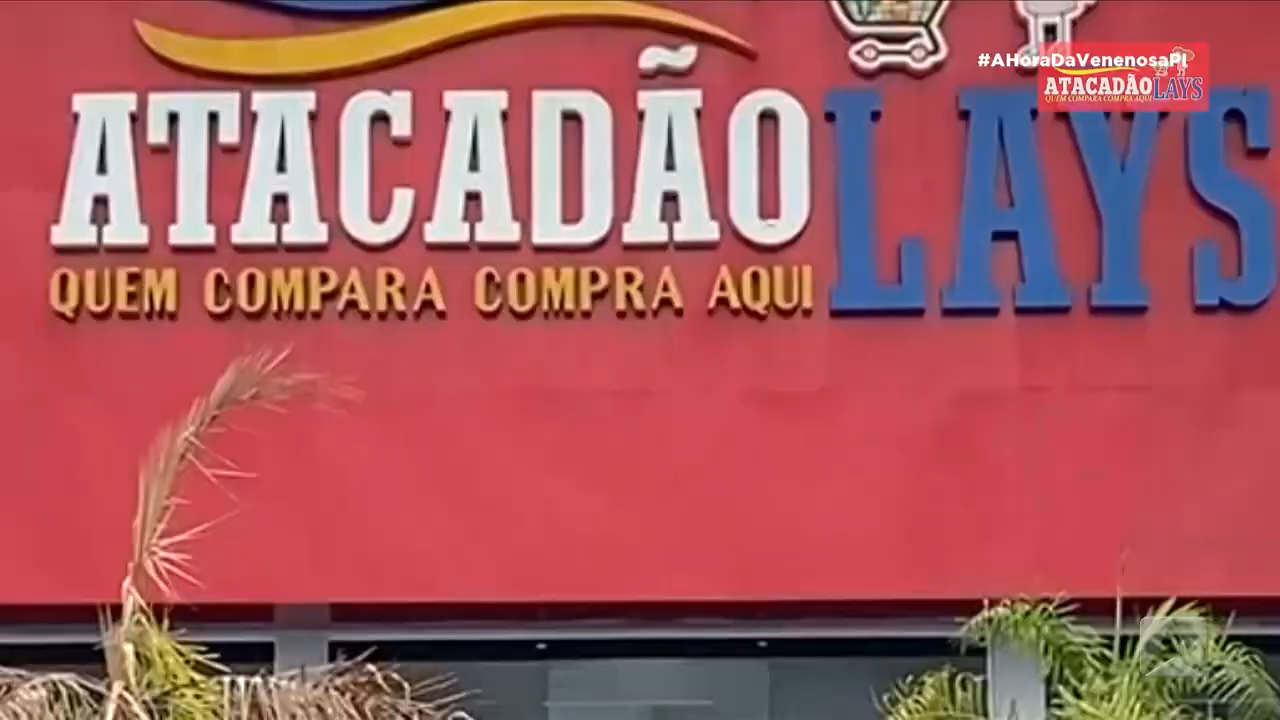 #AHoraDaVenenosaPI
ATACADÃO LAYS
QUEM COMPARA COMPRA AQUI
ATACADÃO LAYS
QUEM COMPARA COMPRA AQUI